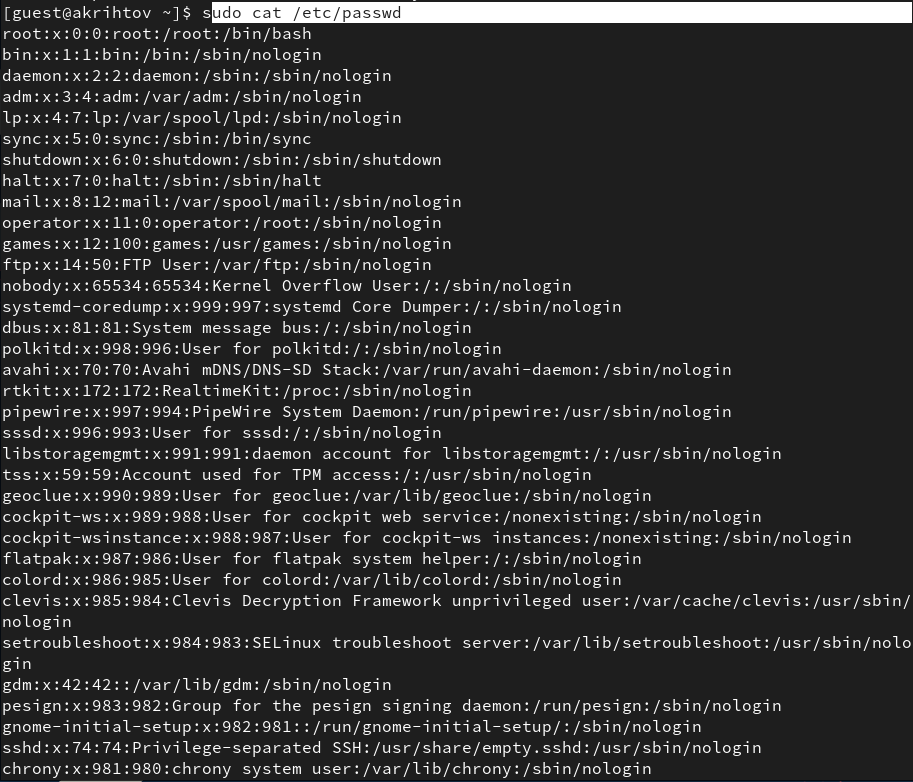 [guest@akrihtov ~]$ sudo cat /etc/passwd
root:x:0:0:root:/root:/bin/bash
bin:x:1:1:bin:/bin:/sbin/nologin
daemon:x:2:2:daemon:/sbin:/sbin/nologin
adm:x:3:4:adm:/var/adm:/sbin/nologin
lp:x:4:7:lp:/var/spool/lpd:/sbin/nologin
sync:x:5:0:sync:/sbin:/bin/sync
shutdown:x:6:0:shutdown:/sbin:/sbin/shutdown
halt:x:7:0:halt:/sbin:/sbin/halt
mail:x:8:12:mail:/var/spool/mail:/sbin/nologin
operator:x:11:0:operator:/root:/sbin/nologin
games:x:12:100:games:/usr/games:/sbin/nologin
ftp:x:14:50:FTP User:/var/ftp:/sbin/nologin
nobody:x:65534:65534:Kernel Overflow User:/:/sbin/nologin
systemd-coredump:x:999:997:systemd Core Dumper:/:/sbin/nologin
dbus:x:81:81:System message bus:/:/sbin/nologin
polkitd:x:998:996:User for polkitd:/:/sbin/nologin
avahi:x:70:70:Avahi mDNS/DNS-SD Stack:/var/run/avahi-daemon:/sbin/nologin
rtkit:x:172:172:RealtimeKit:/proc:/sbin/nologin
pipewire:x:997:994:PipeWire System Daemon:/run/pipewire:/usr/sbin/nologin
sssd:x:996:993:User for sssd:/:/sbin/nologin
libstoragemgmt:x:991:991:daemon account for libstoragemgmt:/:/usr/sbin/nologin
tss:x:59:59:Account used for TPM access:/:/usr/sbin/nologin
geoclue:x:990:989:User for geoclue:/var/lib/geoclue:/sbin/nologin
cockpit-ws:x:989:988:User for cockpit web service:/nonexisting:/sbin/nologin
cockpit-wsinstance:x:988:987:User for cockpit-ws instances:/nonexisting:/sbin/nologin
flatpak:x:987:986:User for flatpak system helper:/:/sbin/nologin
colord:x:986:985:User for colord:/var/lib/colord:/sbin/nologin
clevis:x:985:984:Clevis Decryption Framework unprivileged user:/var/cache/clevis:/usr/sbin/
nologin
setroubleshoot:x:984:983:SELinux troubleshoot server:/var/lib/setroubleshoot:/usr/sbin/nolo
gin
gdm:x:42:42::/var/lib/gdm:/sbin/nologin
pesign:x:983:982:Group for the pesign signing daemon:/run/pesign:/sbin/nologin
gnome-initial-setup:x:982:981::/run/gnome-initial-setup/:/sbin/nologin
sshd:x:74:74:Privilege-separated SSH:/usr/share/empty.sshd:/usr/sbin/nologin
chrony:x:981:980:chrony system user:/var/lib/chrony:/sbin/nologin